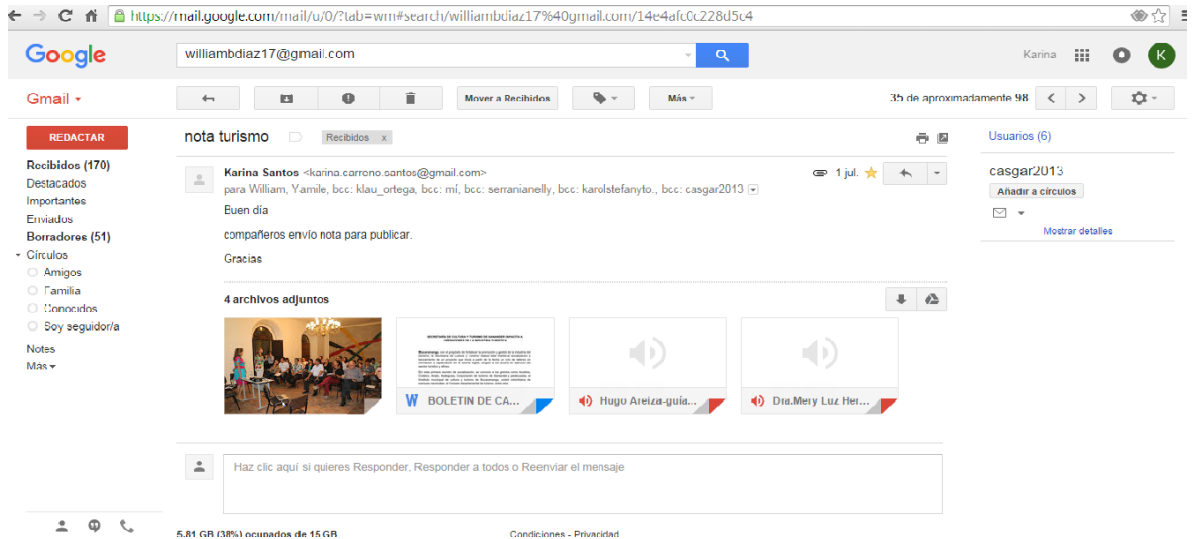 https://mail.google.com/mail/u/0/?tab=wm#search/williambdiaz17%40gmail.com/14e4afc0c228d5c4
Google
williambdiaz17@gmail.com
Karina
K
Gmail
Mover a Recibidos
Más
35 de aproximadamente 98
REDACTAR
Recibidos (170)
Destacados
Importantes
Enviados
Borradores (51)
Círculos
Amigos
Familia
Conocidos
Soy seguidor/a
Notes
Más
nota turismo
Recibidos x
Karina Santos <karina.carreno.santos@gmail.com>
1 jul.
para William, Yamile, bcc: klau_ortega, bcc: mí, bcc: serranianelly, bcc: karolstefanyto., bcc: casgar2013
Buen día
compañeros envío nota para publicar.
Gracias
4 archivos adjuntos
W BOLETIN DE CA...
Hugo Areiza-guía...
Dra.Mery Luz Her...
Haz clic aquí si quieres Responder, Responder a todos o Reenviar el mensaje
5,81 GB (38%) ocupados de 15 GB
Condiciones - Privacidad
Usuarios (6)
casgar2013
Añadir a círculos
Mostrar detalles